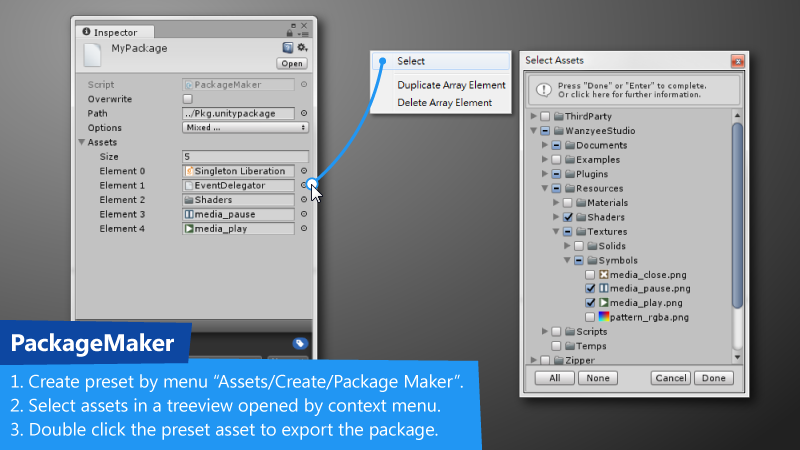 Inspector
MyPackage
Open
Script
PackageMaker
Overwrite
Path
../Pkg.unitypackage
Options
Mixed ...
Assets
Size
5
Element 0
Singleton Liberation
Element 1
EventDelegator
Element 2
Shaders
Element 3
media_pause
Element 4
media_play
Select
Duplicate Array Element
Delete Array Element
Select Assets
Press "Done" or "Enter" to complete.
Or click here for further information.
ThirdParty
WanzyeeStudio
Documents
Examples
Plugins
Resources
Materials
Shaders
Textures
Solids
Symbols
media_close.png
media_pause.png
media_play.png
pattern_rgba.png
Scripts
Temps
Zipper
All
None
Cancel
Done
PackageMaker
1. Create preset by menu “Assets/Create/Package Maker”.
2. Select assets in a treeview opened by context menu.
3. Double click the preset asset to export the package.